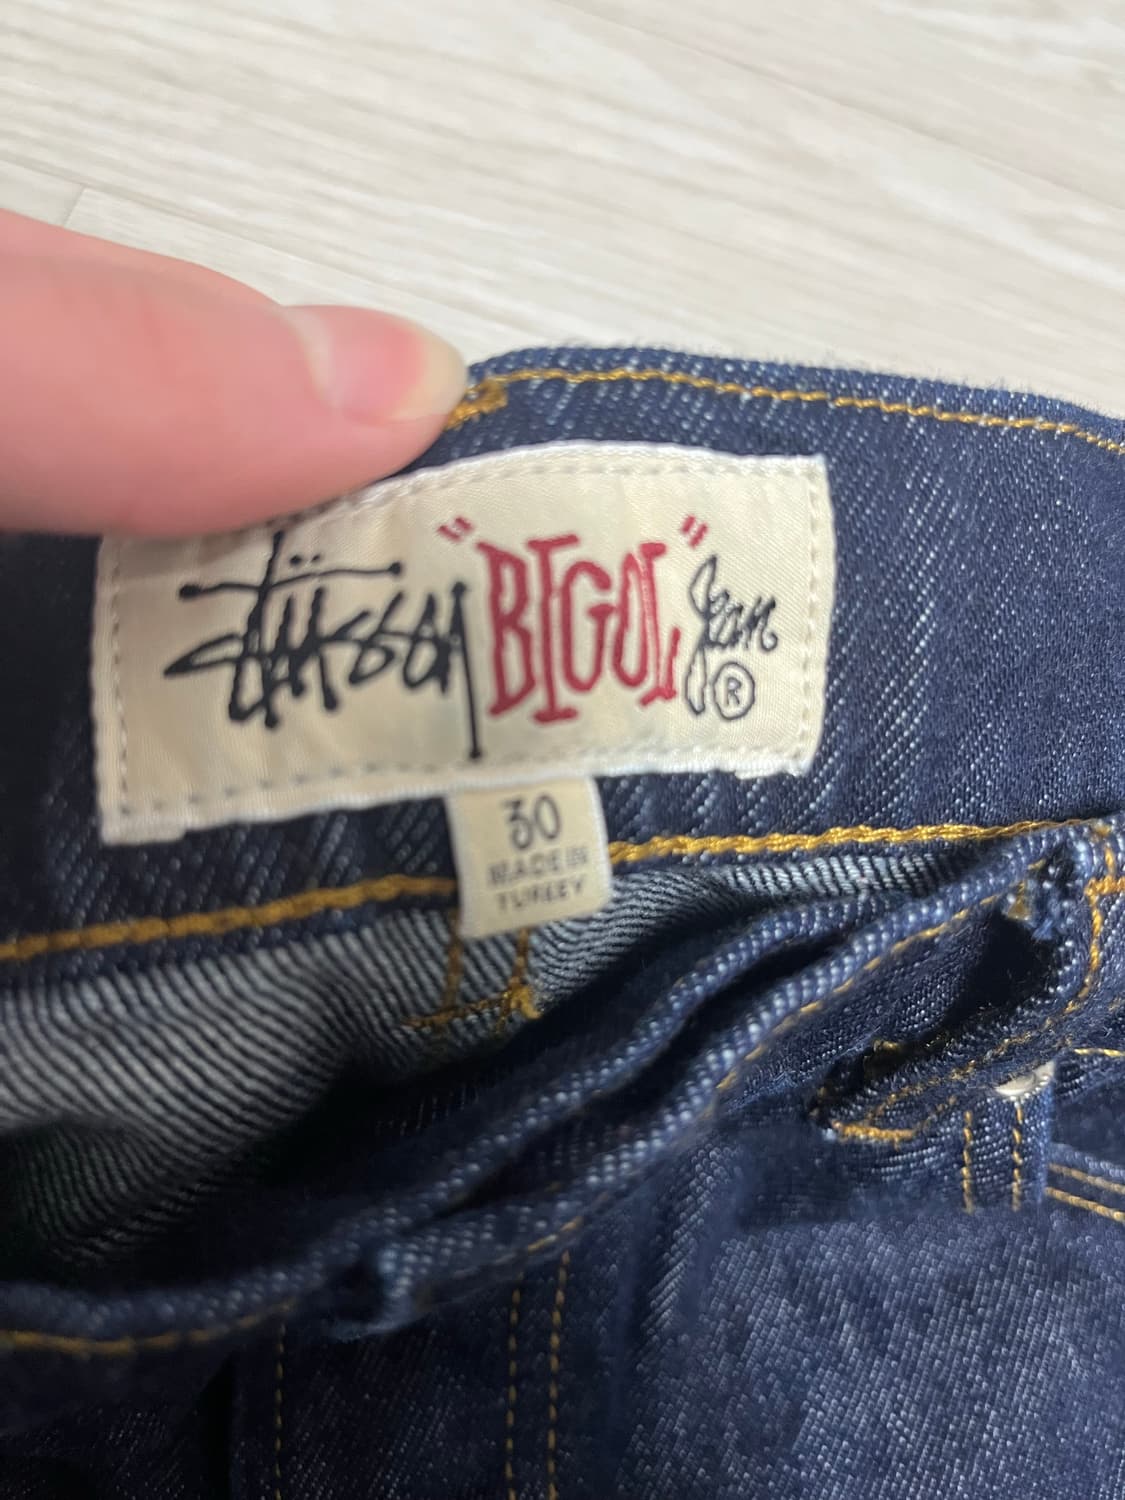 Stüssy "BIGOL" Jean ®
30
MADE IN
TURKEY